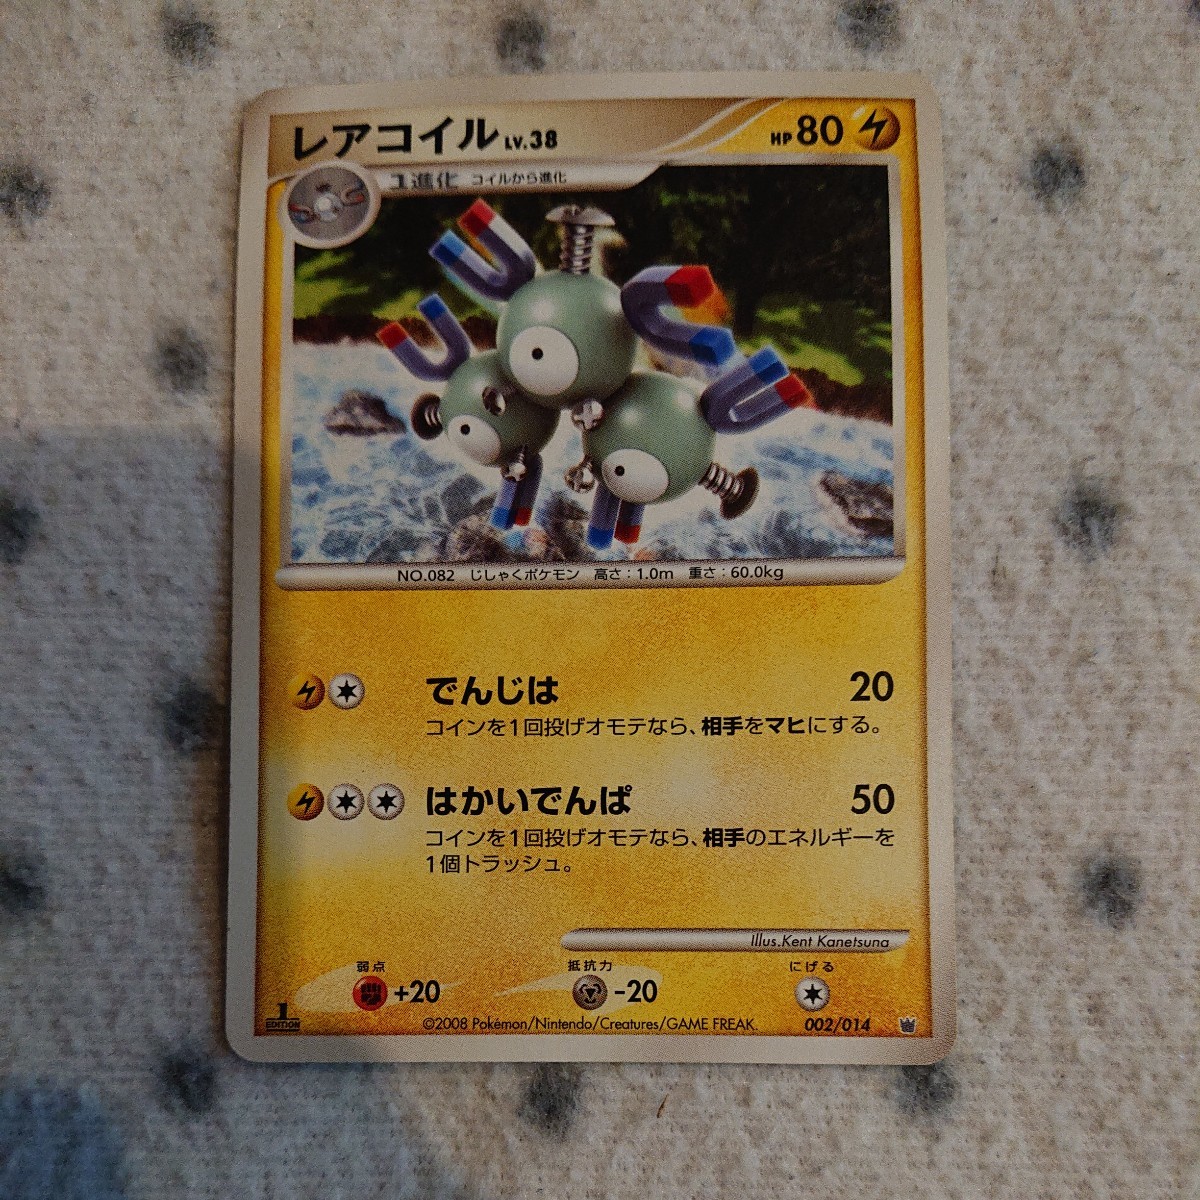 レアコイル LV.38 HP 80
1進化 コイルから進化
NO.082 じしゃくポケモン 高さ:1.0m 重さ:60.0kg
でんじは 20
コインを1回投げオモテなら、相手をマヒにする。
はかいでんぱ 50
コインを1回投げオモテなら、相手のエネルギーを
1個トラッシュ。
Illus.Kent Kanetsuna
弱点 抵抗力 にげる
+20 -20
1 EDITION
©2008 Pokémon/Nintendo/Creatures/GAME FREAK. 002/014